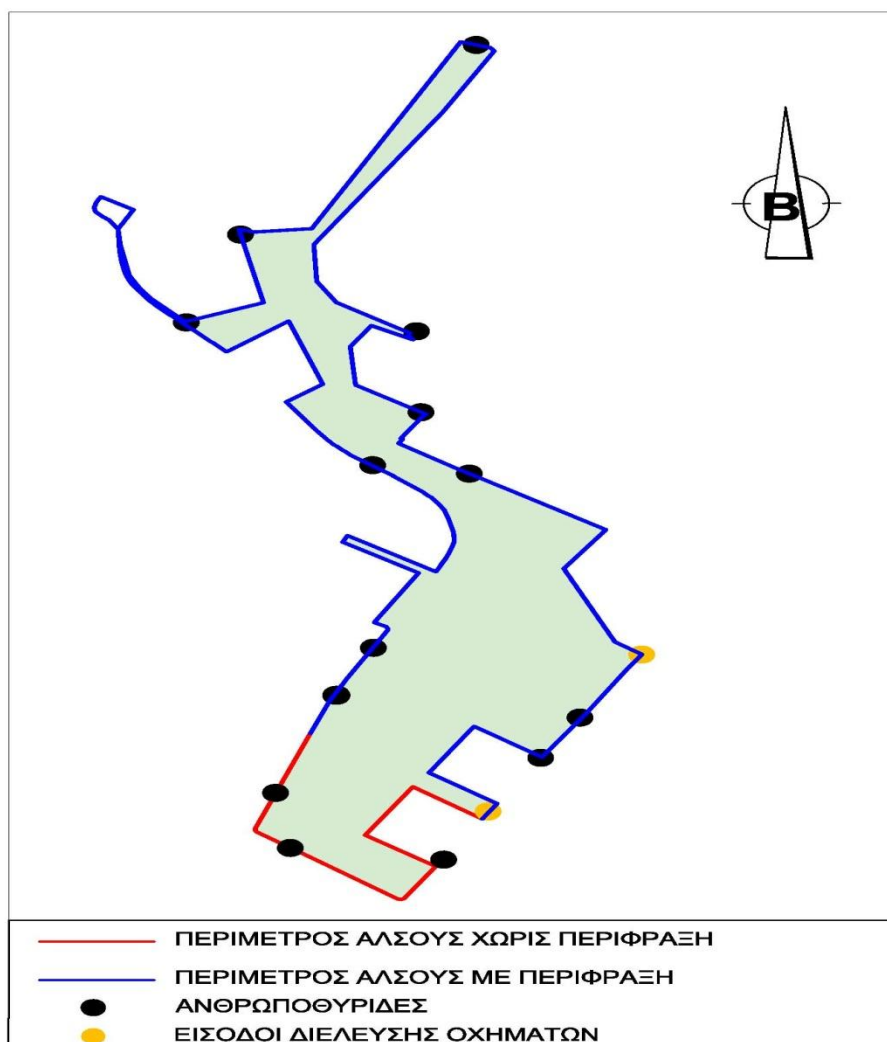 Β
ΠΕΡΙΜΕΤΡΟΣ ΑΛΣΟΥΣ ΧΩΡΙΣ ΠΕΡΙΦΡΑΞΗ
ΠΕΡΙΜΕΤΡΟΣ ΑΛΣΟΥΣ ΜΕ ΠΕΡΙΦΡΑΞΗ
ΑΝΘΡΩΠΟΘΥΡΙΔΕΣ
ΕΙΣΟΔΟΙ ΔΙΕΛΕΥΣΗΣ ΟΧΗΜΑΤΩΝ